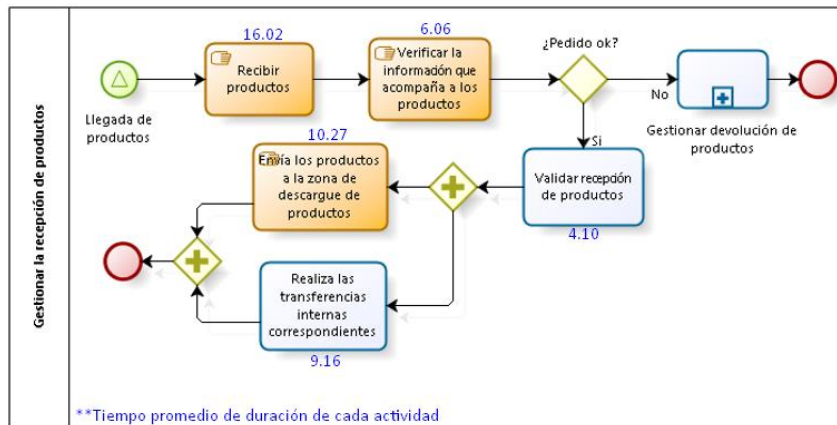 Gestionar la recepción de productos
16.02
Recibir
productos
6.06
Verificar la
información que
acompaña a los
productos
¿Pedido ok?
No
Si
Llegada de
productos
Gestionar devolución de
productos
10.27
Envía los productos
a la zona de
descargue de
productos
Validar recepción
de productos
4.10
Realiza las
transferencias
internas
correspondientes
9.16
**Tiempo promedio de duración de cada actividad